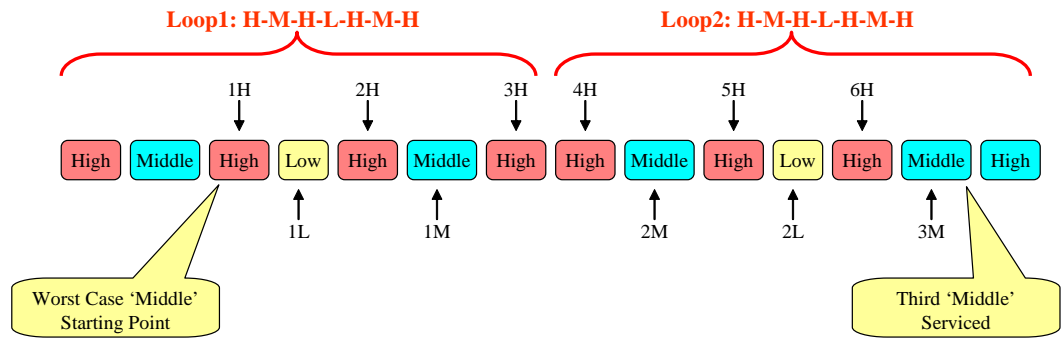 Loop1: H-M-H-L-H-M-H
Loop2: H-M-H-L-H-M-H
1H
2H
3H
4H
5H
6H
High
Middle
High
Low
High
Middle
High
High
Middle
High
Low
High
Middle
High
1L
1M
2M
2L
3M
Worst Case ‘Middle’
Starting Point
Third ‘Middle’
Serviced